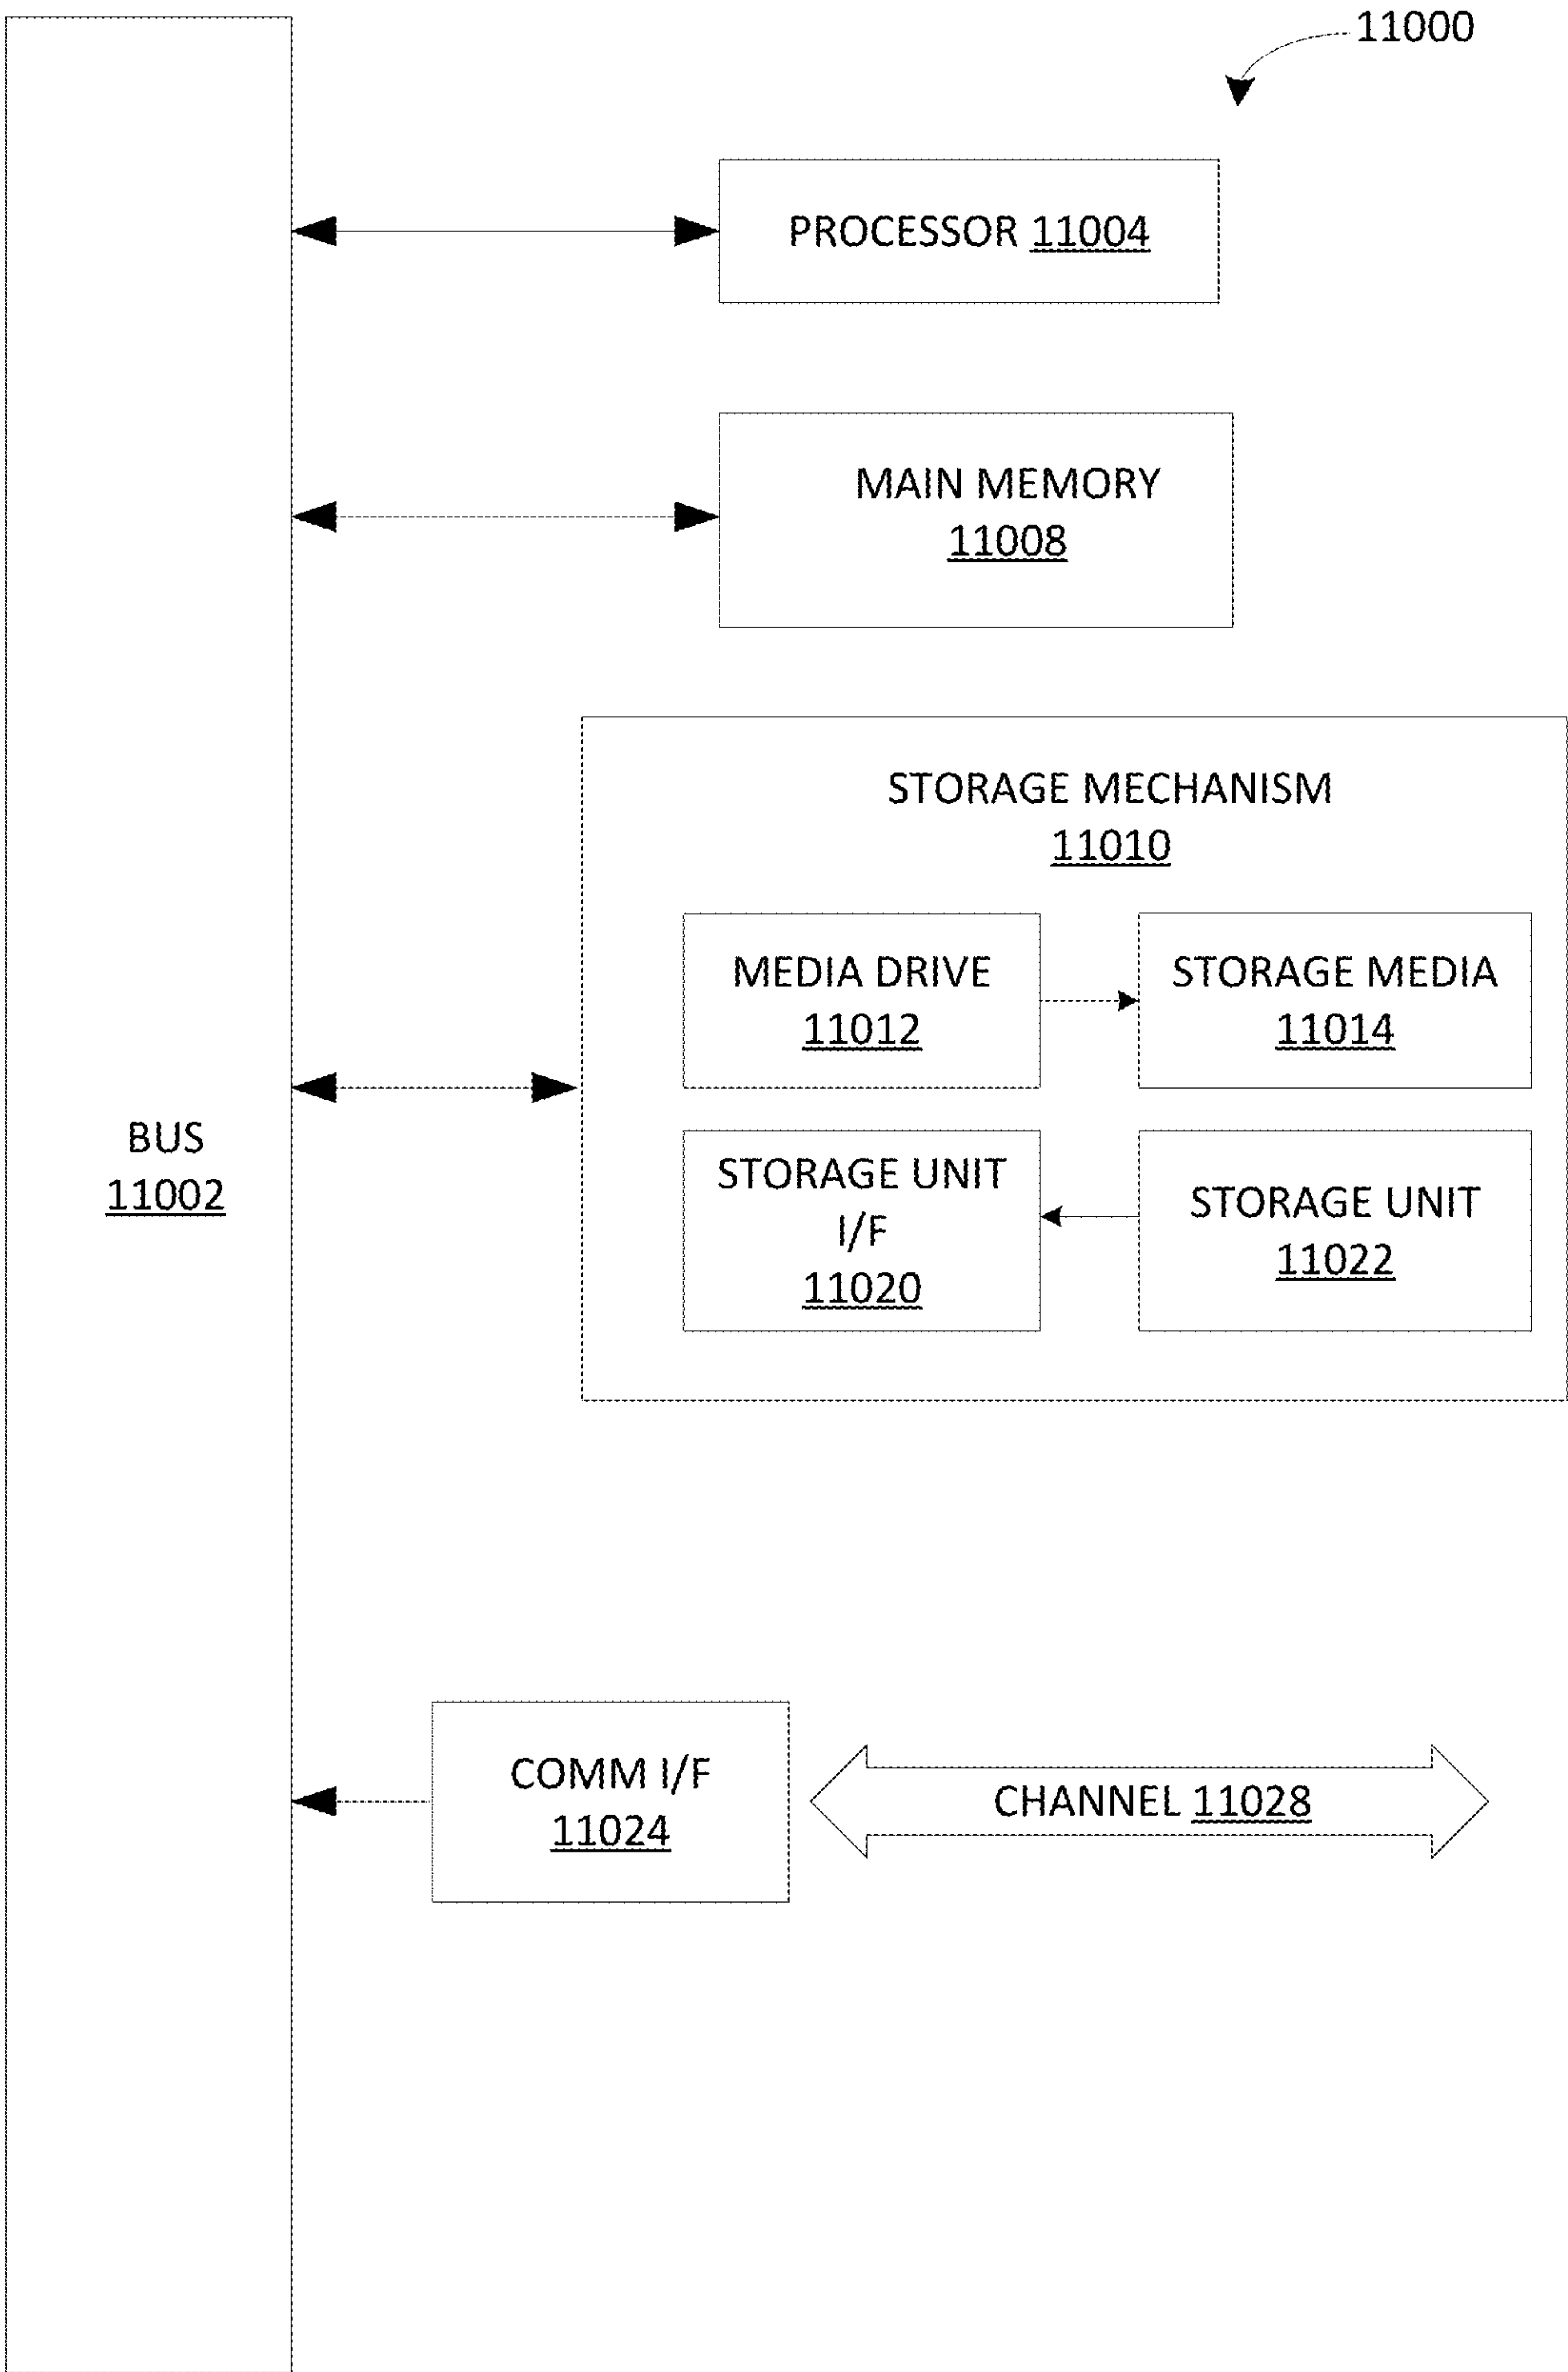 11000
PROCESSOR 11004
MAIN MEMORY
11008
STORAGE MECHANISM
11010
MEDIA DRIVE
11012
STORAGE MEDIA
11014
BUS
11002
STORAGE UNIT
I/F
11020
STORAGE UNIT
11022
COMM I/F
11024
CHANNEL 11028